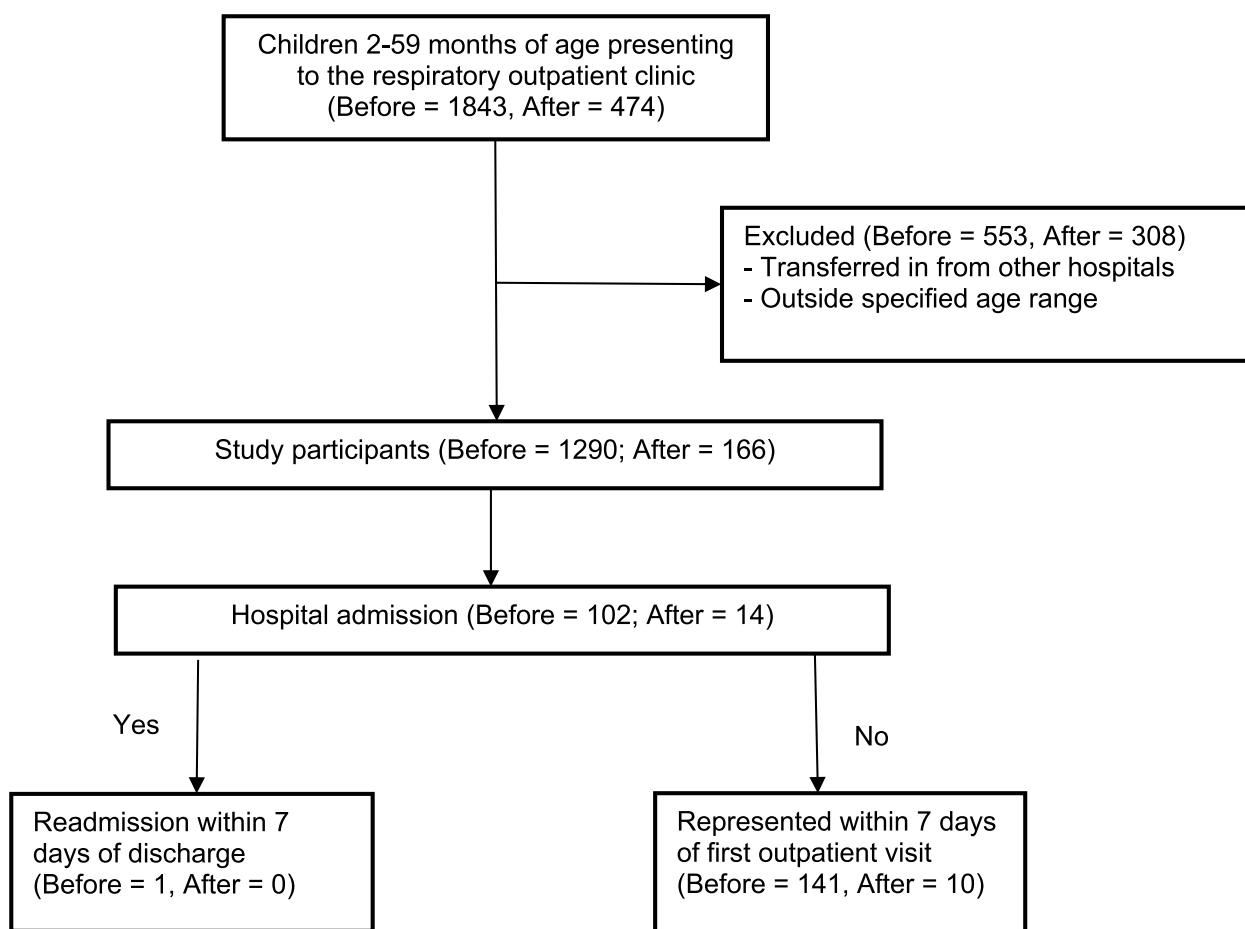 Children 2-59 months of age presenting
to the respiratory outpatient clinic
(Before = 1843, After = 474)
Excluded (Before = 553, After = 308)
- Transferred in from other hospitals
- Outside specified age range
Study participants (Before = 1290; After = 166)
Hospital admission (Before = 102; After = 14)
Yes
No
Readmission within 7
days of discharge
(Before = 1, After = 0)
Represented within 7 days
of first outpatient visit
(Before = 141, After = 10)